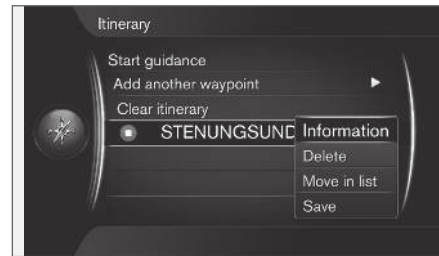 Itinerary
Start guidance
Add another waypoint
Clear itinerary
STENUNGSUND
Information
Delete
Move in list
Save